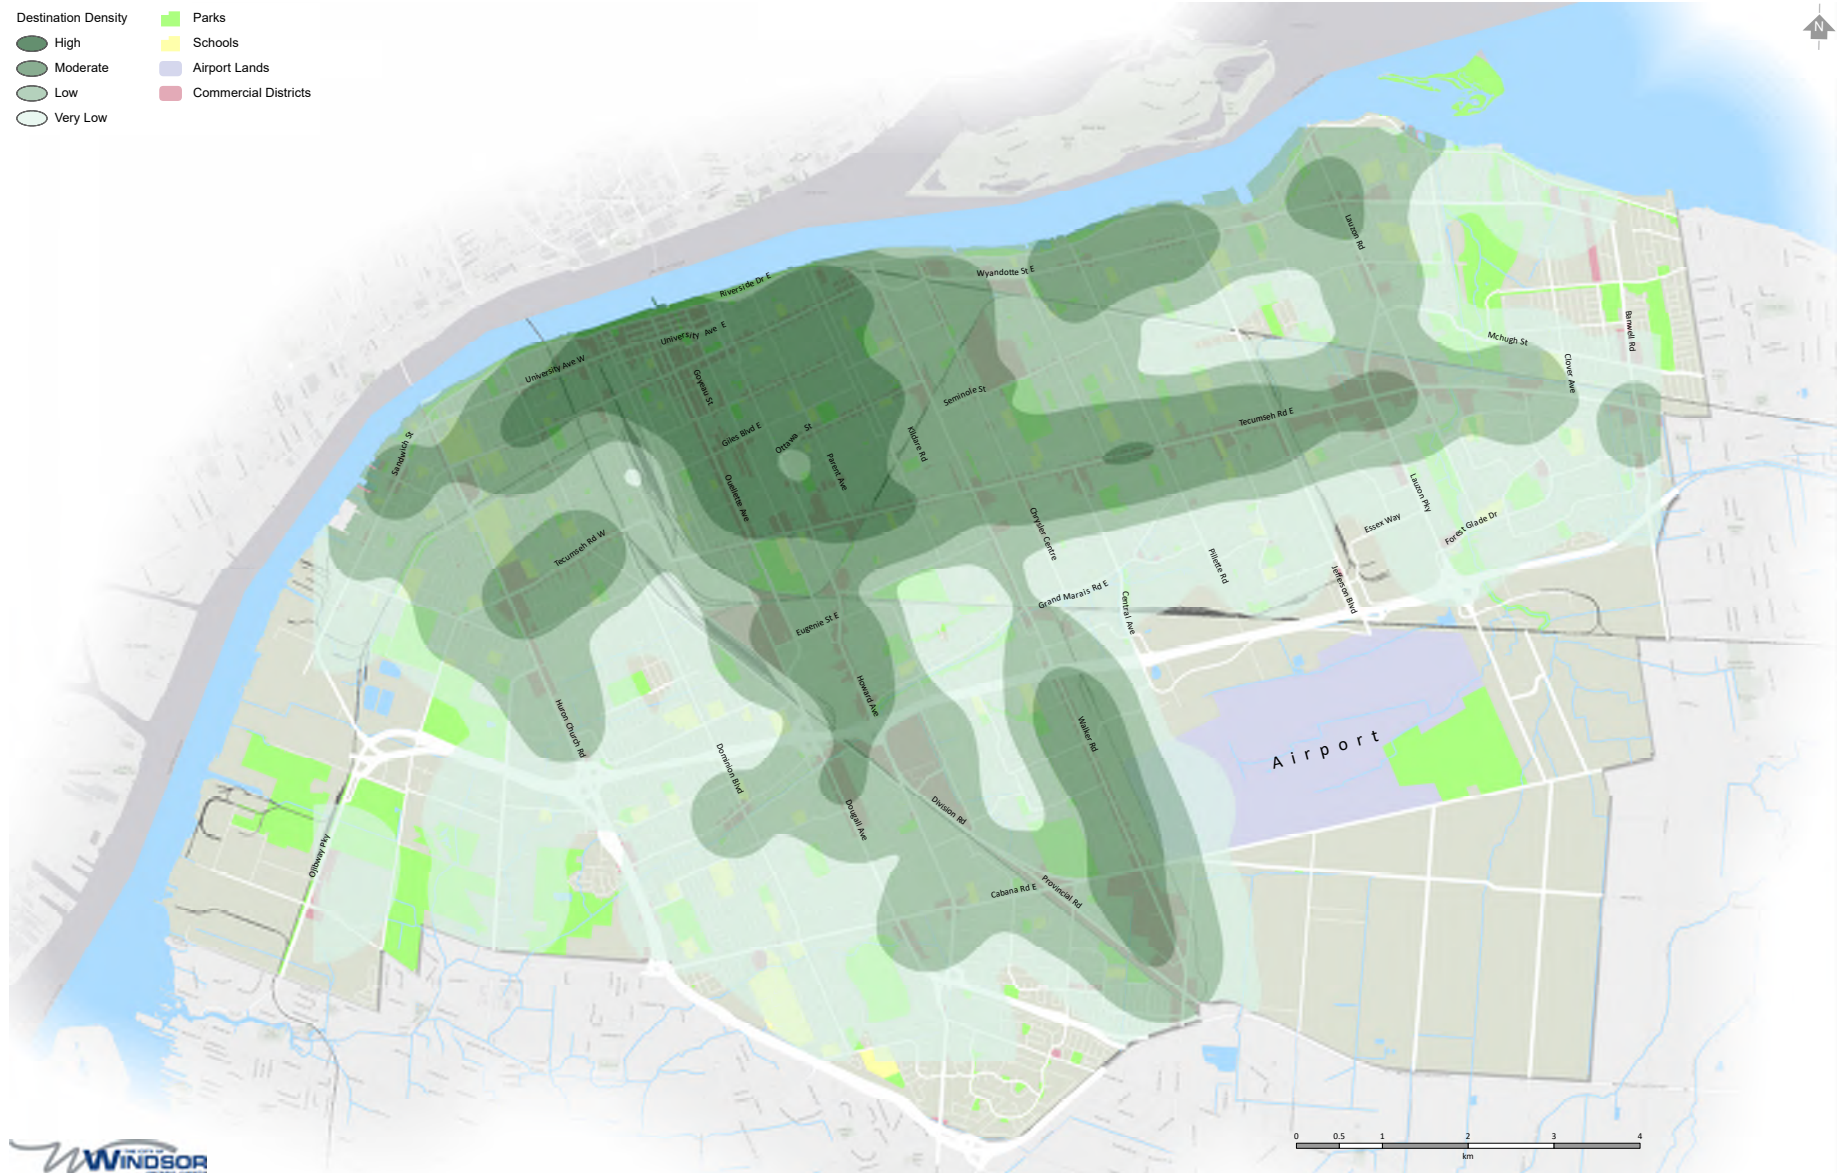 Destination Density
High
Moderate
Low
Very Low
Parks
Schools
Airport Lands
Commercial Districts
N
Riverside Dr E
Wyandotte St E
Lauzon Rd
University Ave E
University Ave W
Goyeau St
Mchugh St
Banwell Rd
Clover Ave
Seminole St
Tecumseh Rd E
Giles Blvd E
Ottawa St
Kildare Rd
Sandwich St
Parent Ave
Ouellette Ave
Lauzon Pky
Essex Way
Forest Glade Dr
Chrysler Centre
Tecumseh Rd W
Pillette Rd
Jefferson Blvd
Grand Marais Rd E
Central Ave
Eugenie St E
Howard Ave
Huron Church Rd
Walker Rd
Airport
Dominion Blvd
Dougall Ave
Division Rd
Ojibway Pky
Cabana Rd E
Provincial Rd
0 0.5 1 2 3 4
km
THE CITY OF
WINDSOR